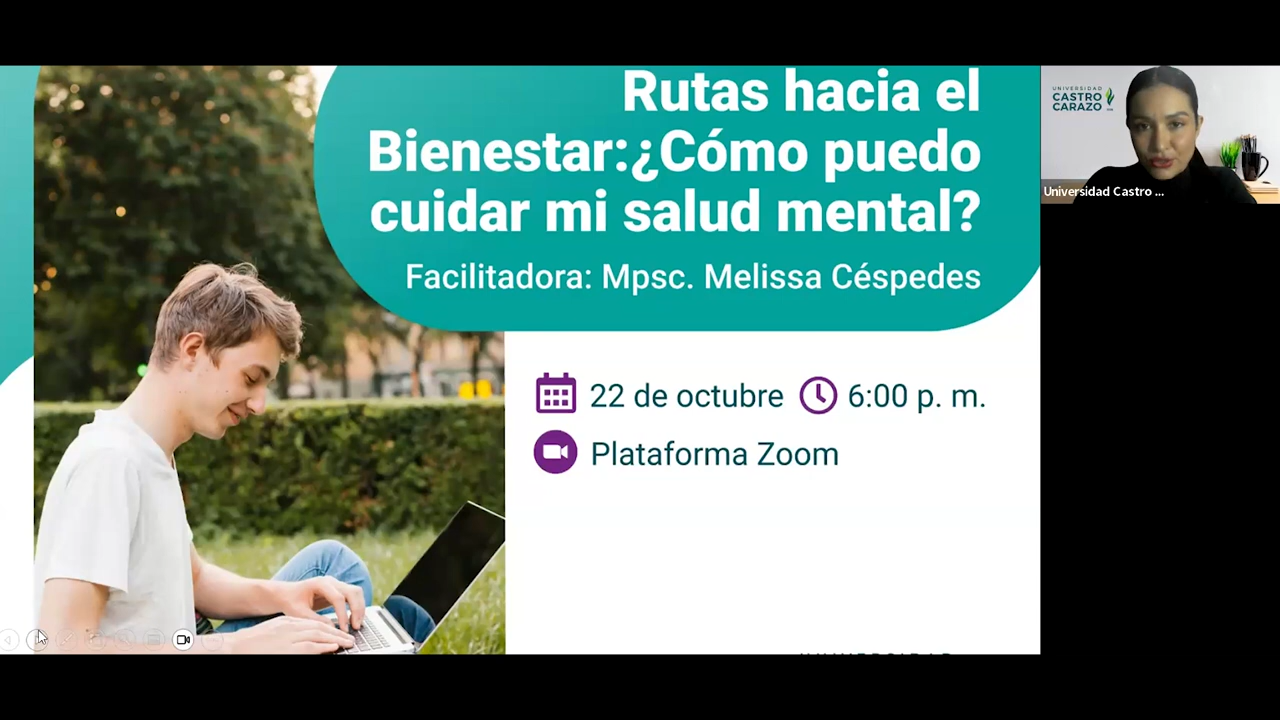 Rutas hacia el
Bienestar:¿Cómo puedo
cuidar mi salud mental?
Facilitadora: Mpsc. Melissa Céspedes
22 de octubre 6:00 p. m.
Plataforma Zoom
UNIVERSIDAD
CASTRO
CARAZO
Universidad Castro ...